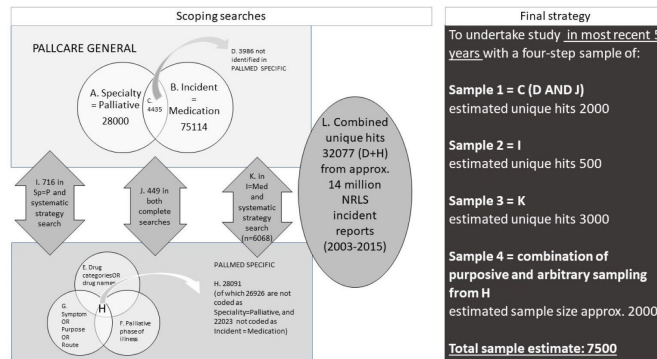 Scoping searches
PALLCARE GENERAL
D. 3986 not
identified in
PALLMED SPECIFIC
A. Specialty
= Palliative
28000
C.
4435
B. Incident
=
Medication
75114
I. 716 in
Sp=P and
systematic
strategy
search
J. 449 in
both
complete
searches
K. in
I=Med
and
systematic
strategy
search
(n=6068)
L. Combined
unique hits
32077 (D+H)
from approx.
14 million
NRLS
incident
reports
(2003-2015)
E. Drug
categoriesOR
drug names
H
G.
Symptom
OR
Purpose
OR
Route
F. Palliative
phase of
illness
PALLMED SPECIFIC
H. 28091
(of which 26926 are not
coded as
Speciality=Palliative, and
22023 not coded as
Incident=Medication)
Final strategy
To undertake study in most recent 5
years with a four-step sample of:
Sample 1 = C (D AND J)
estimated unique hits 2000
Sample 2 = I
estimated unique hits 500
Sample 3 = K
estimated unique hits 3000
Sample 4 = combination of
purposive and arbitrary sampling
from H
estimated sample size approx. 2000
Total sample estimate: 7500